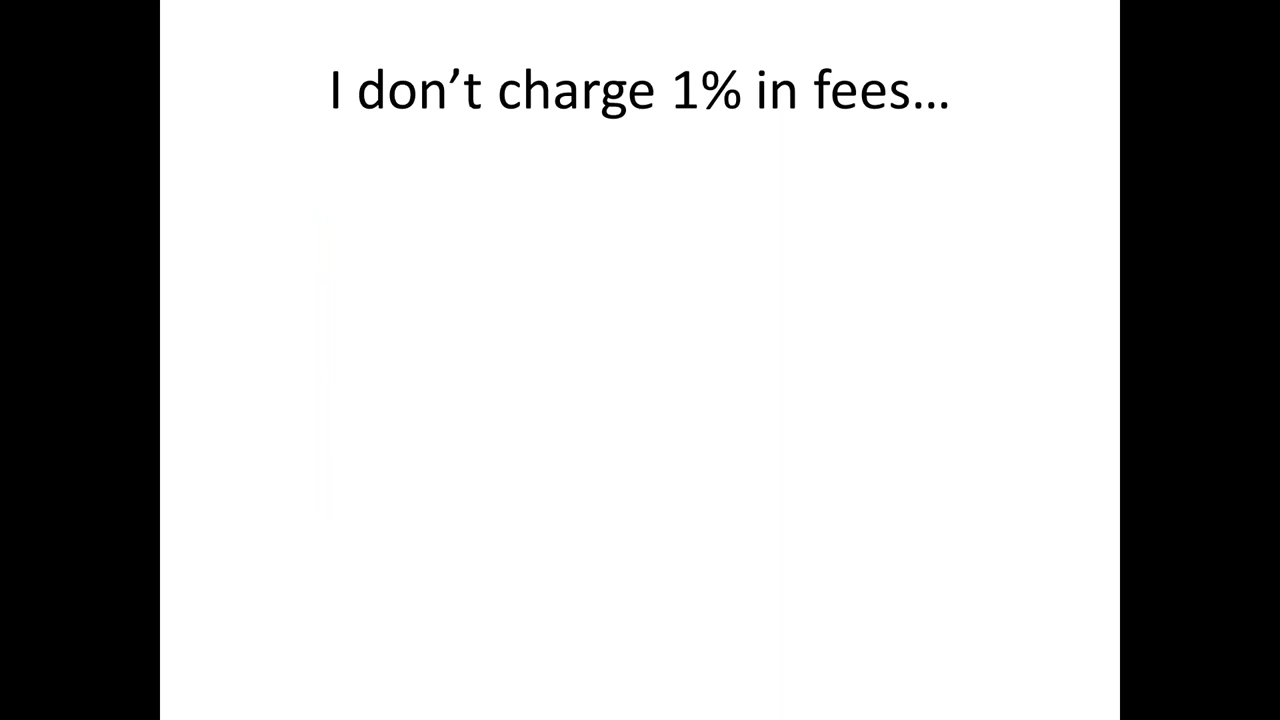 I don’t charge 1% in fees…